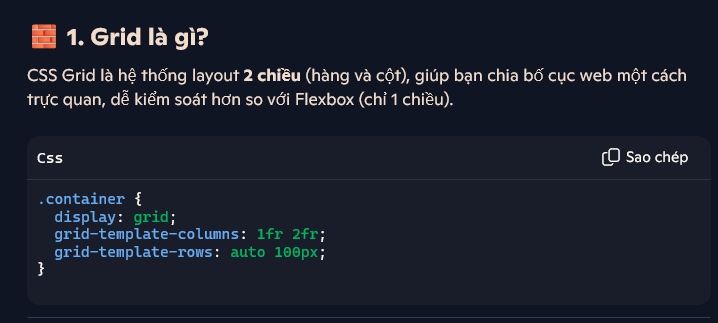 🧱 1. Grid là gì?
CSS Grid là hệ thống layout 2 chiều (hàng và cột), giúp bạn chia bố cục web một cách
trực quan, dễ kiểm soát hơn so với Flexbox (chỉ 1 chiều).
Css
Sao chép
.container {
  display: grid;
  grid-template-columns: 1fr 2fr;
  grid-template-rows: auto 100px;
}